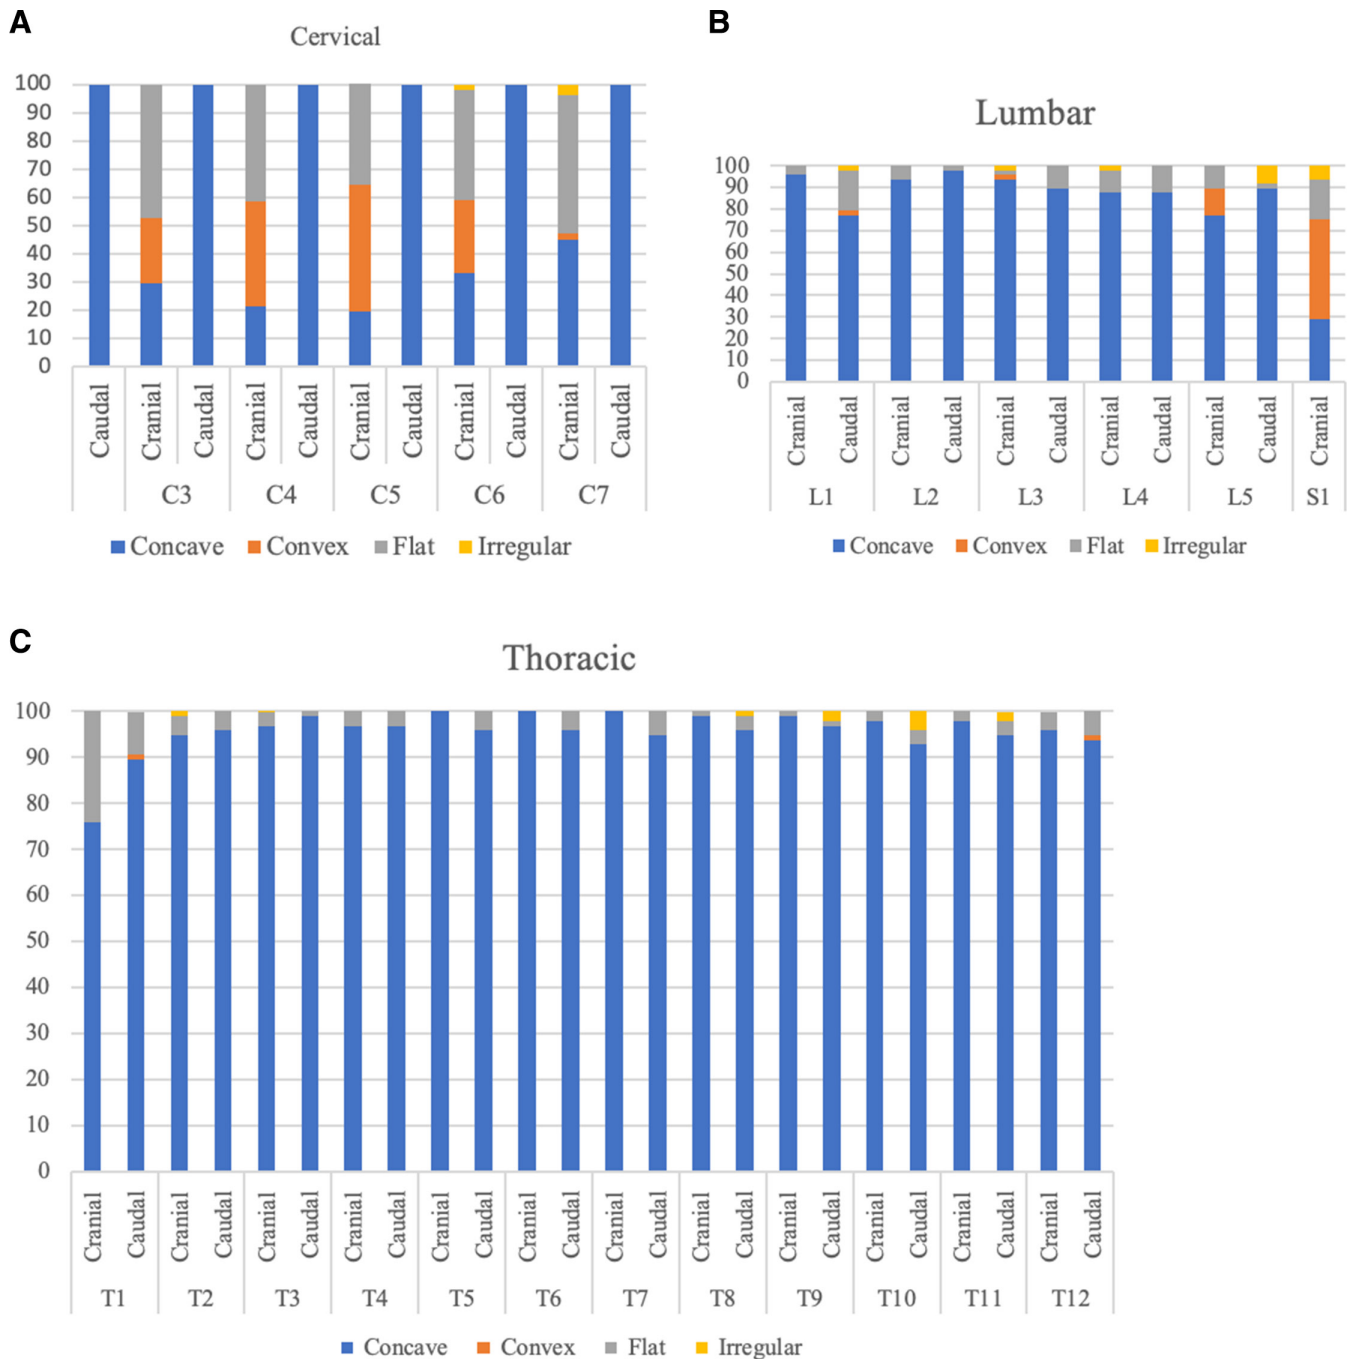 A
Cervical
100
90
80
70
60
50
40
30
20
10
0
Caudal Cranial Caudal Cranial Caudal Cranial Caudal Cranial Caudal Cranial Caudal
C3 C4 C5 C6 C7
Concave Convex Flat Irregular
B
Lumbar
100
90
80
70
60
50
40
30
20
10
0
Cranial Caudal Cranial Caudal Cranial Caudal Cranial Caudal Cranial Caudal Cranial
L1 L2 L3 L4 L5 S1
Concave Convex Flat Irregular
C
Thoracic
100
90
80
70
60
50
40
30
20
10
0
Cranial Caudal Cranial Caudal Cranial Caudal Cranial Caudal Cranial Caudal Cranial Caudal Cranial Caudal Cranial Caudal Cranial Caudal Cranial Caudal Cranial Caudal Cranial Caudal
T1 T2 T3 T4 T5 T6 T7 T8 T9 T10 T11 T12
Concave Convex Flat Irregular